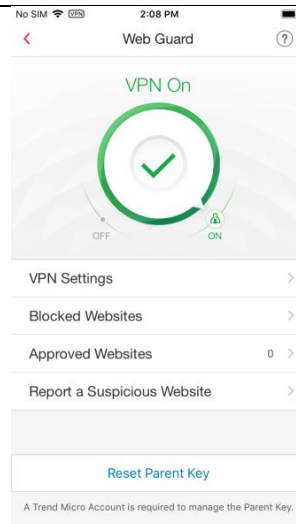 No SIM VPN 2:08 PM
Web Guard ?
VPN On
OFF ON
VPN Settings
Blocked Websites
Approved Websites 0
Report a Suspicious Website
Reset Parent Key
A Trend Micro Account is required to manage the Parent Key.